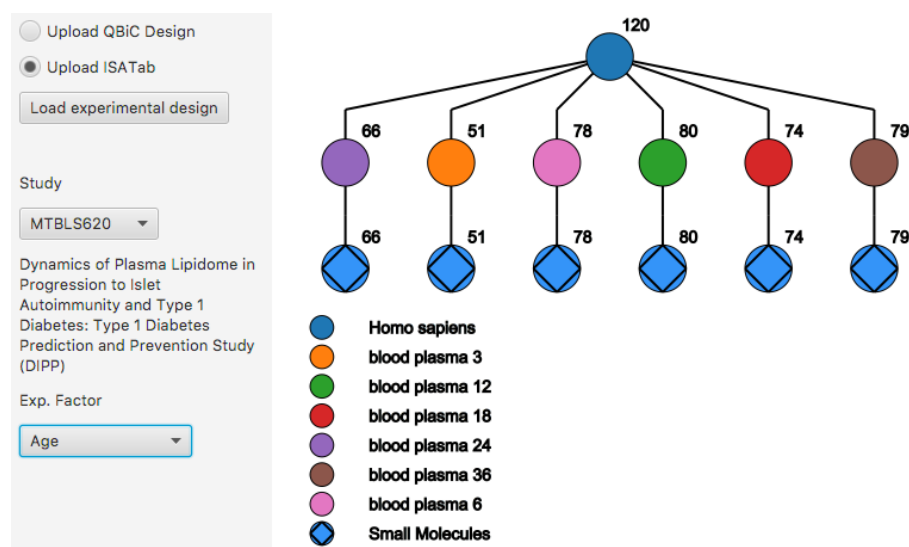 Upload QBiC Design
Upload ISATab
Load experimental design
Study
MTBLS620
Dynamics of Plasma Lipidome in
Progression to Islet
Autoimmunity and Type 1
Diabetes: Type 1 Diabetes
Prediction and Prevention Study
(DIPP)
Exp. Factor
Age
120
66 51 78 80 74 79
66 51 78 80 74 79
Homo sapiens
blood plasma 3
blood plasma 12
blood plasma 18
blood plasma 24
blood plasma 36
blood plasma 6
Small Molecules